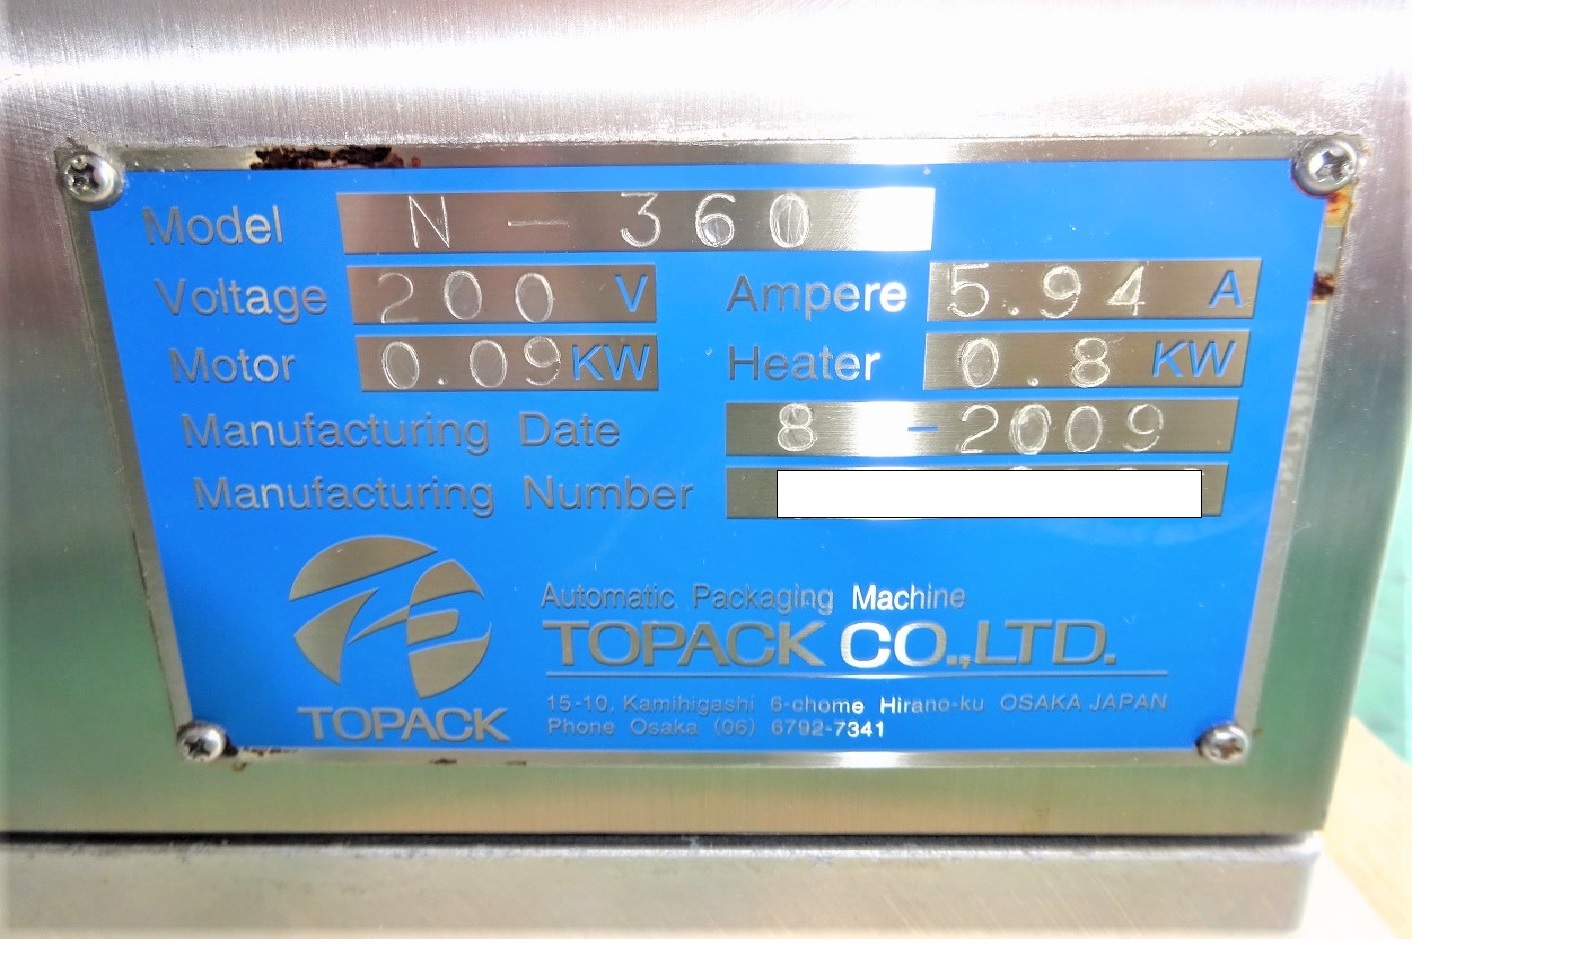 Model N-360
Voltage 200 V Ampere 5.94 A
Motor 0.09 KW Heater 0.8 KW
Manufacturing Date 8 - 2009
Manufacturing Number
Automatic Packaging Machine
TOPACK CO.,LTD.
TOPACK
15-10, Kamihigashi 6-chome Hirano-ku OSAKA JAPAN
Phone Osaka (06) 6792-7341